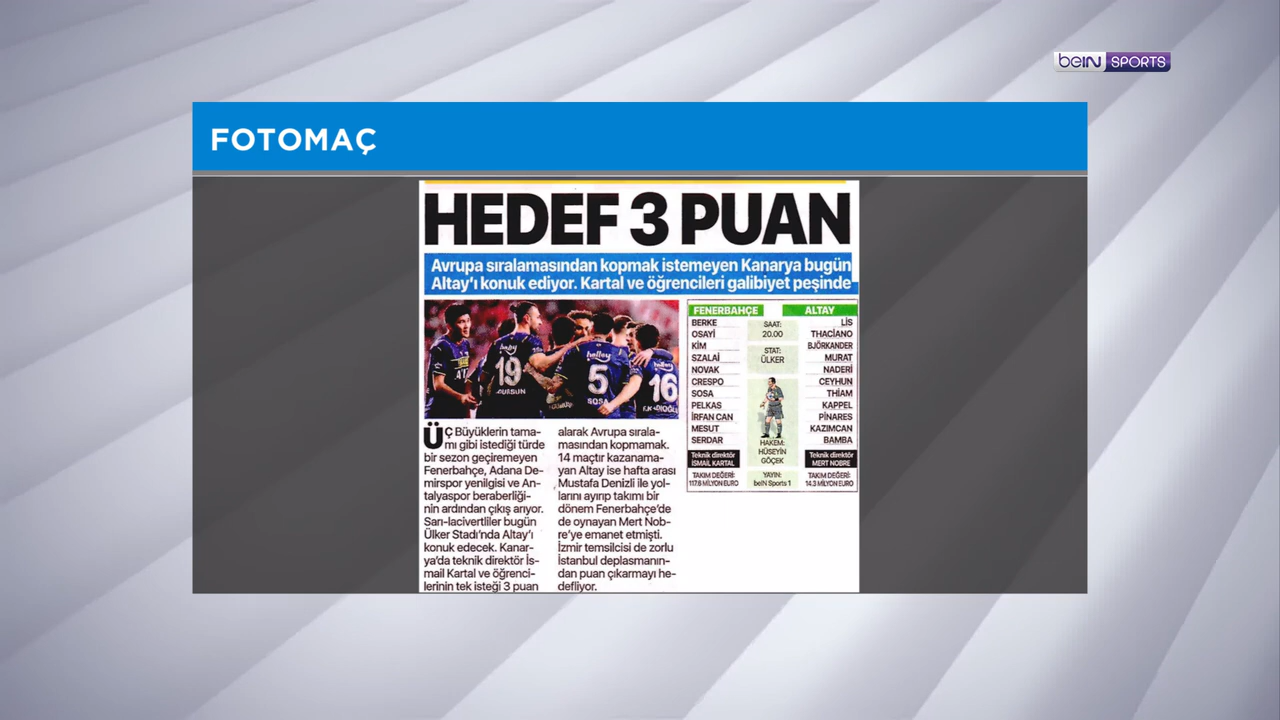 beIN SPORTS
FOTOMAÇ
HEDEF 3 PUAN
Avrupa sıralamasından kopmak istemeyen Kanarya bugün
Altay'ı konuk ediyor. Kartal ve öğrencileri galibiyet peşinde
baby
19
DURSUN
halley
5
SOSA
halley
16
ÜÇ Büyüklerin tama-
mı gibi istediği türde
bir sezon geçiremeyen
Fenerbahçe, Adana De-
mirspor yenilgisi ve An-
talyaspor beraberliği-
nin ardından çıkış arıyor.
Sarı-lacivertliler bugün
Ülker Stadı'nda Altay'ı
konuk edecek. Kanar-
ya'da teknik direktör İs-
mail Kartal ve öğrenci-
lerinin tek isteği 3 puan
alarak Avrupa sırala-
masından kopmamak.
14 maçtır kazanama-
yan Altay ise hafta arası
Mustafa Denizli ile yol-
larını ayırıp takımı bir
dönem Fenerbahçe'de
de oynayan Mert Nob-
re'ye emanet etmişti.
İzmir temsilcisi de zorlu
İstanbul deplasmanın-
dan puan çıkarmayı he-
defliyor.
FENERBAHÇE
BERKE
OSAYİ
KİM
SZALAİ
NOVAK
CRESPO
SOSA
PELKAS
İRFAN CAN
MESUT
SERDAR
Teknik direktör
İSMAİL KARTAL
TAKIM DEĞERİ:
117.6 MİLYON EURO
SAAT:
20.00
STAT:
ÜLKER
HAKEM:
HÜSEYİN
GÖÇEK
YAYIN:
beIN Sports 1
ALTAY
LİS
THACIANO
BJÖRKANDER
MURAT
NADERİ
CEYHUN
THİAM
KAPPEL
PİNARES
KAZIMCAN
BAMBA
Teknik direktör
MERT NOBRE
TAKIM DEĞERİ:
14.3 MİLYON EURO